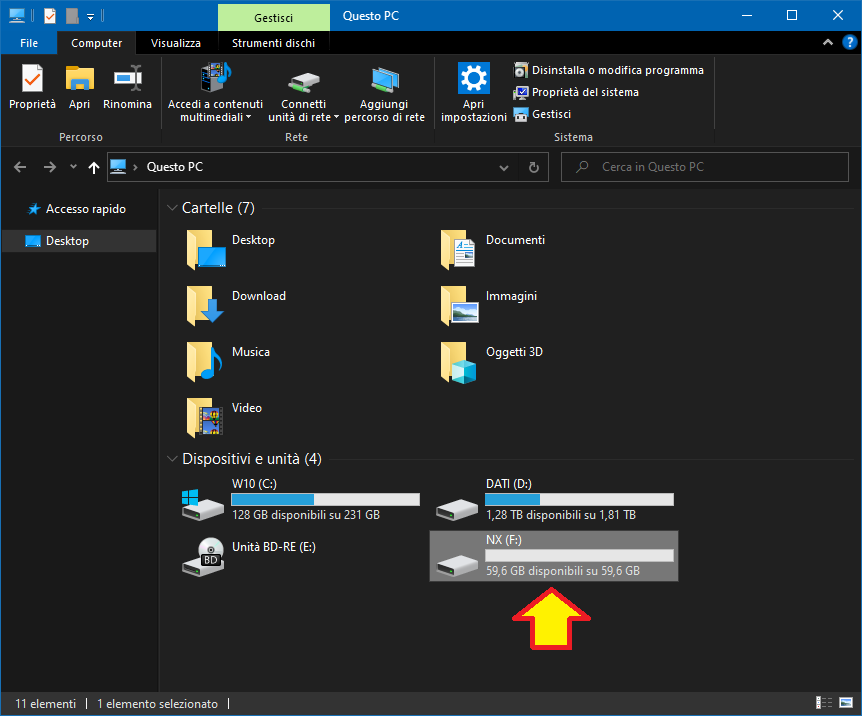 Gestisci
Questo PC
File
Computer
Visualizza
Strumenti dischi
Proprietà
Apri
Rinomina
Accedi a contenuti
multimediali
Connetti
unità di rete
Aggiungi
percorso di rete
Apri
impostazioni
Disinstalla o modifica programma
Proprietà del sistema
Gestisci
Percorso
Rete
Sistema
Questo PC
Cerca in Questo PC
Accesso rapido
Desktop
Cartelle (7)
Desktop
Documenti
Download
Immagini
Musica
Oggetti 3D
Video
Dispositivi e unità (4)
W10 (C:)
128 GB disponibili su 231 GB
DATI (D:)
1,28 TB disponibili su 1,81 TB
BD
Unità BD-RE (E:)
NX (F:)
59,6 GB disponibili su 59,6 GB
11 elementi
1 elemento selezionato